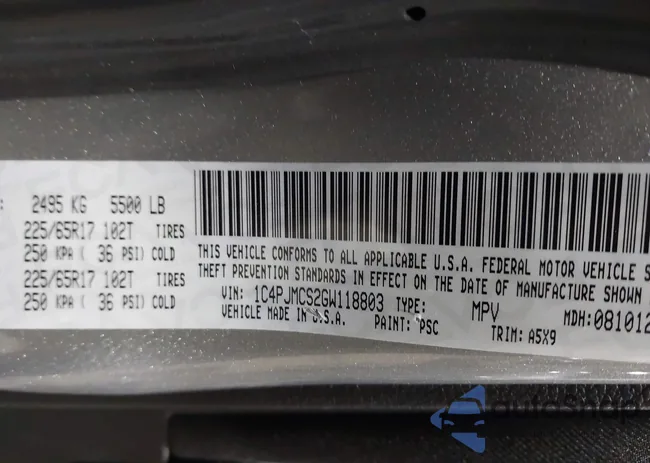 : 2495 KG 5500 LB
225/65R17 102T TIRES
250 KPA ( 36 PSI) COLD
225/65R17 102T TIRES
250 KPA ( 36 PSI) COLD
THIS VEHICLE CONFORMS TO ALL APPLICABLE U.S.A. FEDERAL MOTOR VEHICLE S
THEFT PREVENTION STANDARDS IN EFFECT ON THE DATE OF MANUFACTURE SHOWN
VIN: 1C4PJMCS2GW118803 TYPE: MPV MDH:081012
VEHICLE MADE IN U.S.A. PAINT: PSC TRIM: A5X9
autoShop